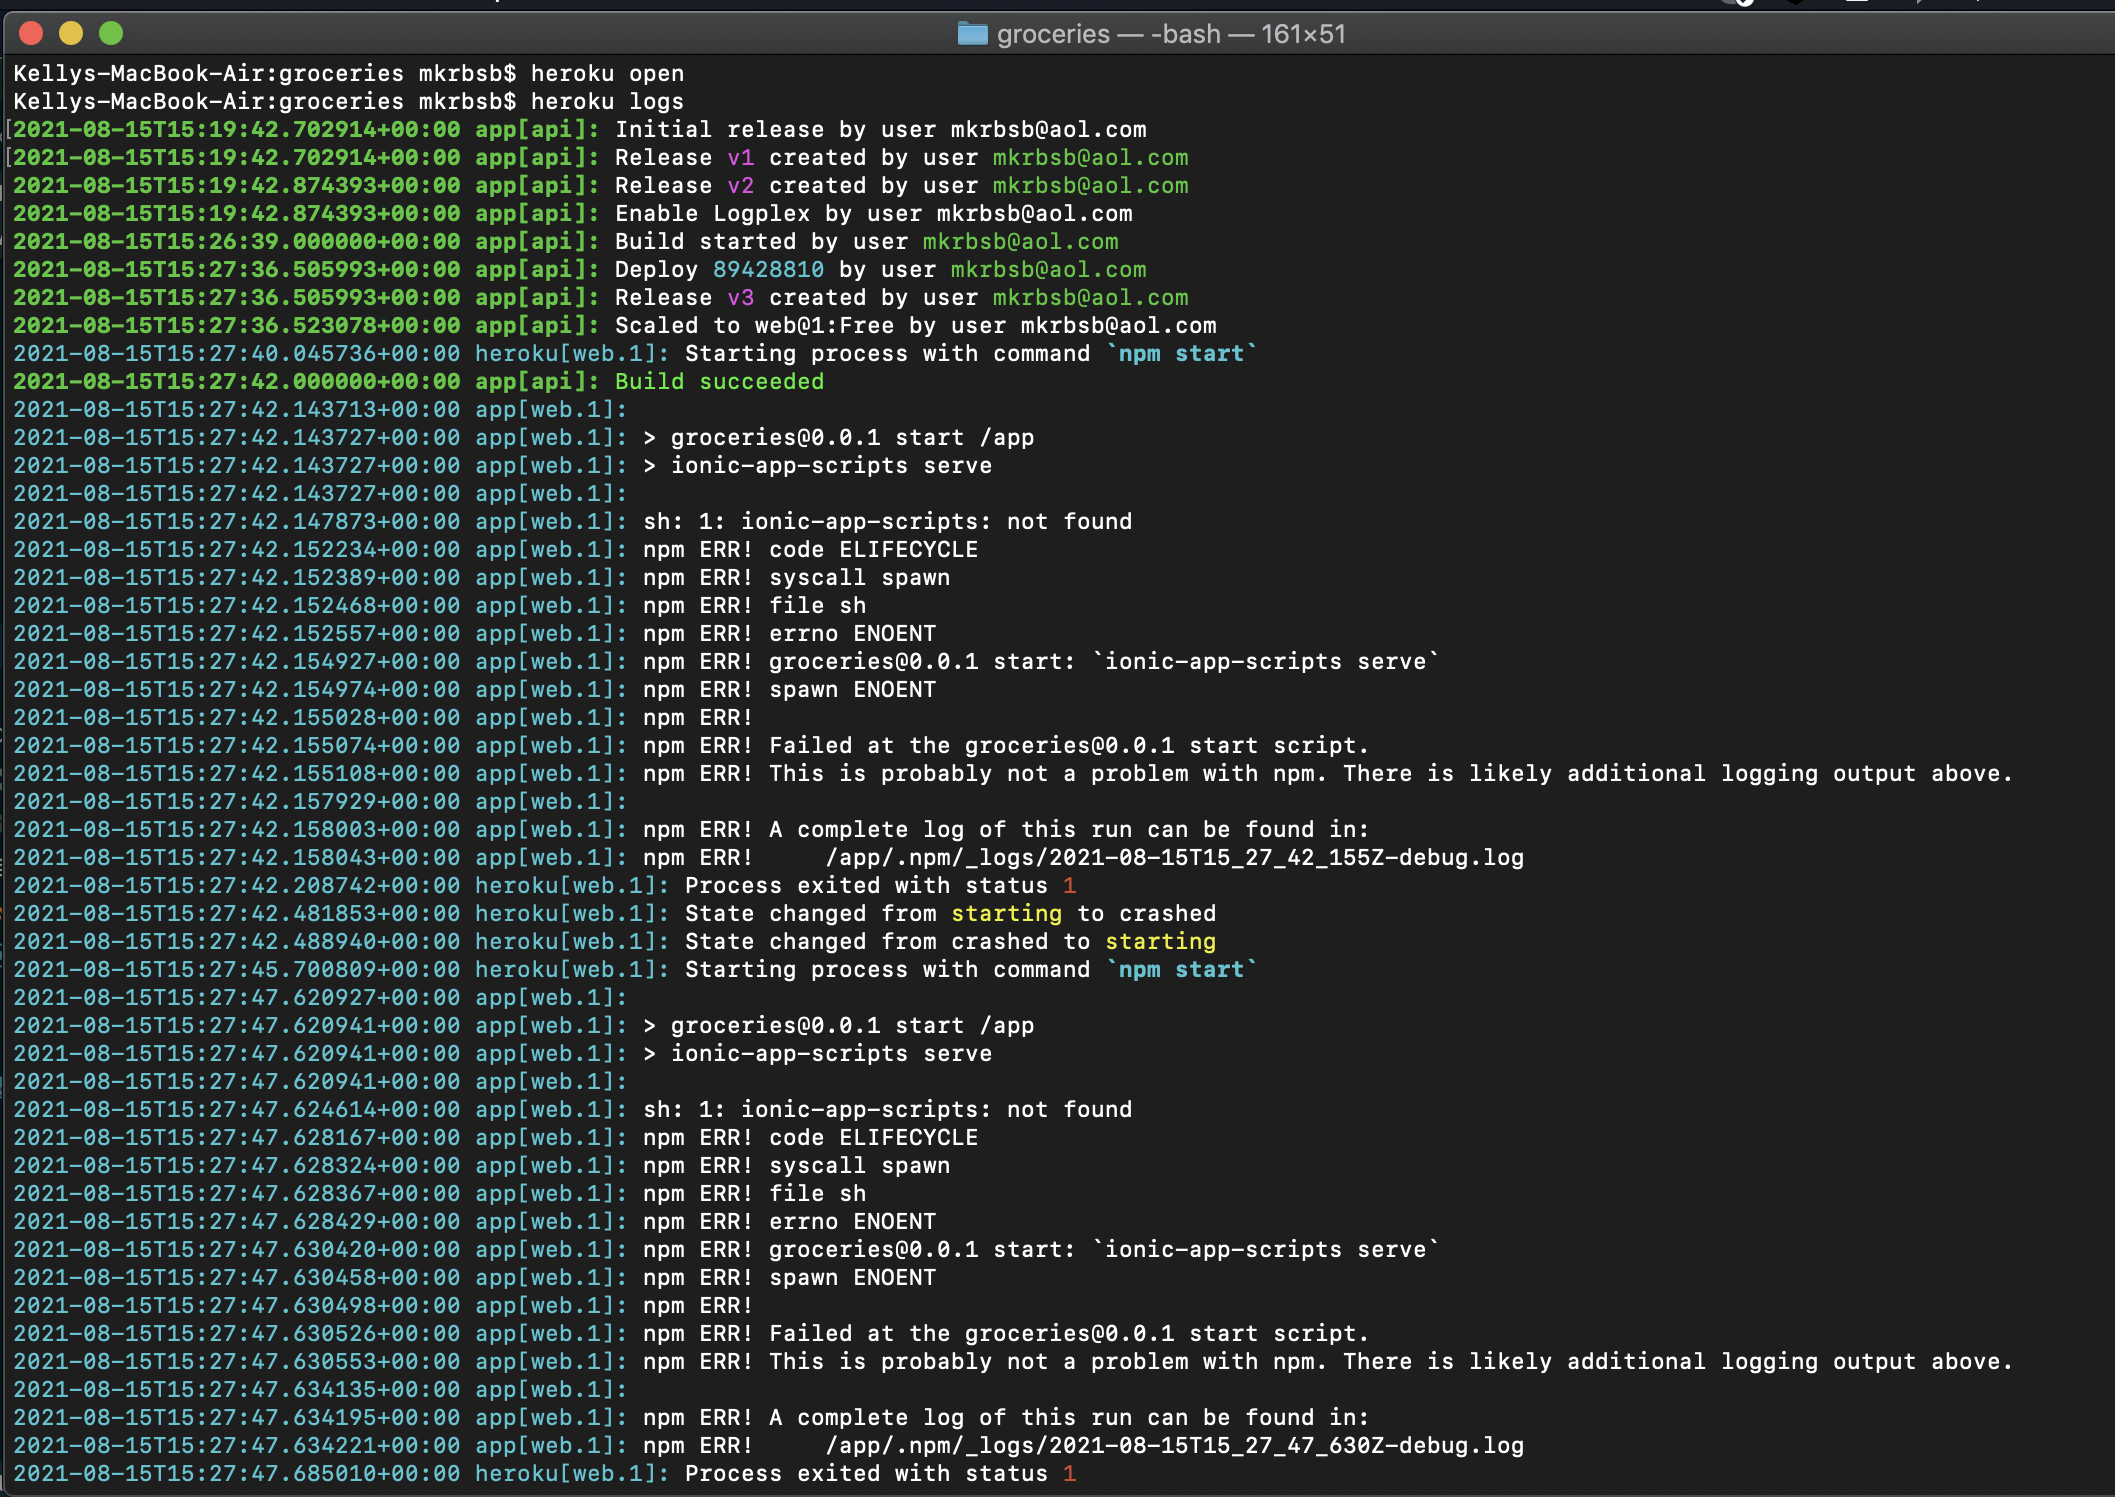 groceries — -bash — 161×51
Kellys-MacBook-Air:groceries mkrbsb$ heroku open
Kellys-MacBook-Air:groceries mkrbsb$ heroku logs
[2021-08-15T15:19:42.702914+00:00 app[api]: Initial release by user mkrbsb@aol.com
[2021-08-15T15:19:42.702914+00:00 app[api]: Release v1 created by user mkrbsb@aol.com
2021-08-15T15:19:42.874393+00:00 app[api]: Release v2 created by user mkrbsb@aol.com
2021-08-15T15:19:42.874393+00:00 app[api]: Enable Logplex by user mkrbsb@aol.com
2021-08-15T15:26:39.000000+00:00 app[api]: Build started by user mkrbsb@aol.com
2021-08-15T15:27:36.505993+00:00 app[api]: Deploy 89428810 by user mkrbsb@aol.com
2021-08-15T15:27:36.505993+00:00 app[api]: Release v3 created by user mkrbsb@aol.com
2021-08-15T15:27:36.523078+00:00 app[api]: Scaled to web@1:Free by user mkrbsb@aol.com
2021-08-15T15:27:40.045736+00:00 heroku[web.1]: Starting process with command `npm start`
2021-08-15T15:27:42.000000+00:00 app[api]: Build succeeded
2021-08-15T15:27:42.143713+00:00 app[web.1]:
2021-08-15T15:27:42.143727+00:00 app[web.1]: > groceries@0.0.1 start /app
2021-08-15T15:27:42.143727+00:00 app[web.1]: > ionic-app-scripts serve
2021-08-15T15:27:42.143727+00:00 app[web.1]:
2021-08-15T15:27:42.147873+00:00 app[web.1]: sh: 1: ionic-app-scripts: not found
2021-08-15T15:27:42.152234+00:00 app[web.1]: npm ERR! code ELIFECYCLE
2021-08-15T15:27:42.152389+00:00 app[web.1]: npm ERR! syscall spawn
2021-08-15T15:27:42.152468+00:00 app[web.1]: npm ERR! file sh
2021-08-15T15:27:42.152557+00:00 app[web.1]: npm ERR! errno ENOENT
2021-08-15T15:27:42.154927+00:00 app[web.1]: npm ERR! groceries@0.0.1 start: `ionic-app-scripts serve`
2021-08-15T15:27:42.154974+00:00 app[web.1]: npm ERR! spawn ENOENT
2021-08-15T15:27:42.155028+00:00 app[web.1]: npm ERR!
2021-08-15T15:27:42.155074+00:00 app[web.1]: npm ERR! Failed at the groceries@0.0.1 start script.
2021-08-15T15:27:42.155108+00:00 app[web.1]: npm ERR! This is probably not a problem with npm. There is likely additional logging output above.
2021-08-15T15:27:42.157929+00:00 app[web.1]:
2021-08-15T15:27:42.158003+00:00 app[web.1]: npm ERR! A complete log of this run can be found in:
2021-08-15T15:27:42.158043+00:00 app[web.1]: npm ERR!     /app/.npm/_logs/2021-08-15T15_27_42_155Z-debug.log
2021-08-15T15:27:42.208742+00:00 heroku[web.1]: Process exited with status 1
2021-08-15T15:27:42.481853+00:00 heroku[web.1]: State changed from starting to crashed
2021-08-15T15:27:42.488940+00:00 heroku[web.1]: State changed from crashed to starting
2021-08-15T15:27:45.700809+00:00 heroku[web.1]: Starting process with command `npm start`
2021-08-15T15:27:47.620927+00:00 app[web.1]:
2021-08-15T15:27:47.620941+00:00 app[web.1]: > groceries@0.0.1 start /app
2021-08-15T15:27:47.620941+00:00 app[web.1]: > ionic-app-scripts serve
2021-08-15T15:27:47.620941+00:00 app[web.1]:
2021-08-15T15:27:47.624614+00:00 app[web.1]: sh: 1: ionic-app-scripts: not found
2021-08-15T15:27:47.628167+00:00 app[web.1]: npm ERR! code ELIFECYCLE
2021-08-15T15:27:47.628324+00:00 app[web.1]: npm ERR! syscall spawn
2021-08-15T15:27:47.628367+00:00 app[web.1]: npm ERR! file sh
2021-08-15T15:27:47.628429+00:00 app[web.1]: npm ERR! errno ENOENT
2021-08-15T15:27:47.630420+00:00 app[web.1]: npm ERR! groceries@0.0.1 start: `ionic-app-scripts serve`
2021-08-15T15:27:47.630458+00:00 app[web.1]: npm ERR! spawn ENOENT
2021-08-15T15:27:47.630498+00:00 app[web.1]: npm ERR!
2021-08-15T15:27:47.630526+00:00 app[web.1]: npm ERR! Failed at the groceries@0.0.1 start script.
2021-08-15T15:27:47.630553+00:00 app[web.1]: npm ERR! This is probably not a problem with npm. There is likely additional logging output above.
2021-08-15T15:27:47.634135+00:00 app[web.1]:
2021-08-15T15:27:47.634195+00:00 app[web.1]: npm ERR! A complete log of this run can be found in:
2021-08-15T15:27:47.634221+00:00 app[web.1]: npm ERR!     /app/.npm/_logs/2021-08-15T15_27_47_630Z-debug.log
2021-08-15T15:27:47.685010+00:00 heroku[web.1]: Process exited with status 1